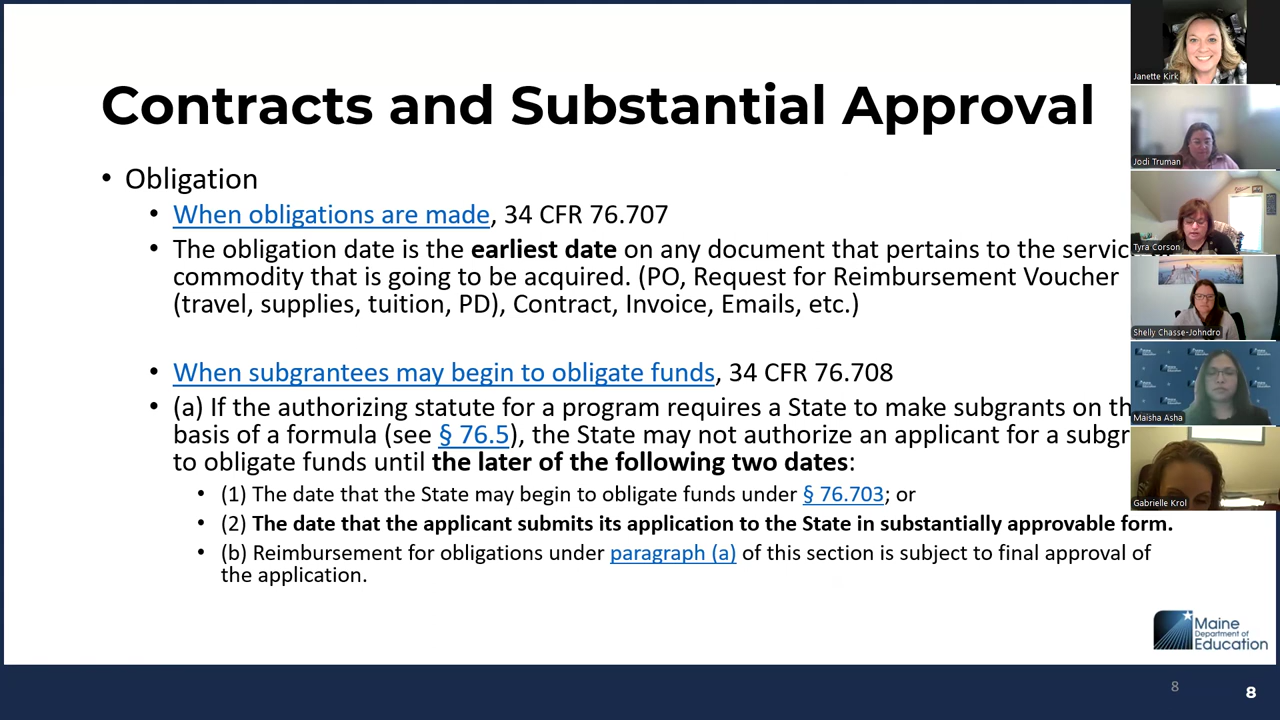 Contracts and Substantial Approval
• Obligation
• When obligations are made, 34 CFR 76.707
• The obligation date is the earliest date on any document that pertains to the servic
commodity that is going to be acquired. (PO, Request for Reimbursement Voucher
(travel, supplies, tuition, PD), Contract, Invoice, Emails, etc.)
• When subgrantees may begin to obligate funds, 34 CFR 76.708
• (a) If the authorizing statute for a program requires a State to make subgrants on th
basis of a formula (see § 76.5), the State may not authorize an applicant for a subgr
to obligate funds until the later of the following two dates:
• (1) The date that the State may begin to obligate funds under § 76.703; or
• (2) The date that the applicant submits its application to the State in substantially approvable form.
• (b) Reimbursement for obligations under paragraph (a) of this section is subject to final approval of
the application.
Janette Kirk
Jodi Truman
Tyra Corson
Shelly Chasse-Johndro
Maisha Asha
Gabrielle Krol
Maine
Department of
Education
8
8